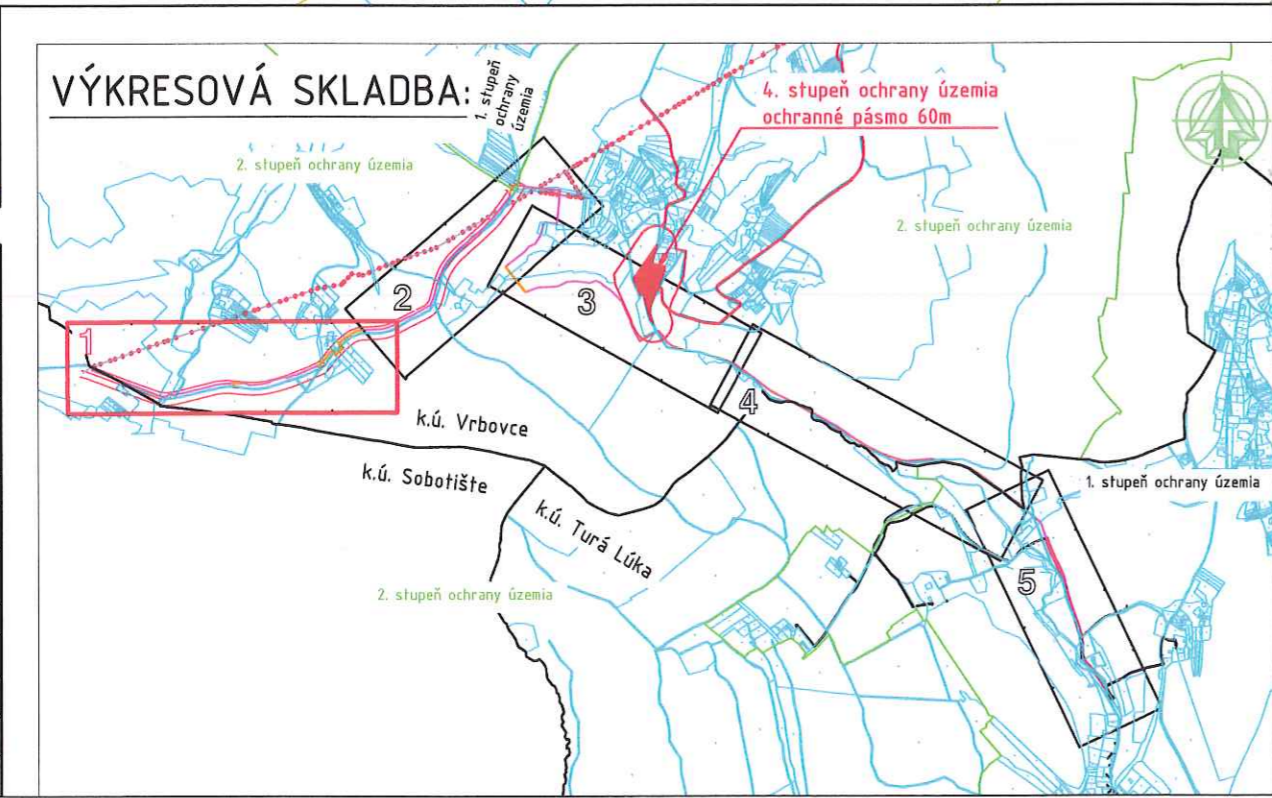 VÝKRESOVÁ SKLADBA:
1. stupeň
ochrany
územia
4. stupeň ochrany územia
ochranné pásmo 60m
2. stupeň ochrany územia
2. stupeň ochrany územia
2
3
1
4
k.ú. Vrbovce
k.ú. Sobotište
k.ú. Turá Lúka
1. stupeň ochrany územia
5
2. stupeň ochrany územia